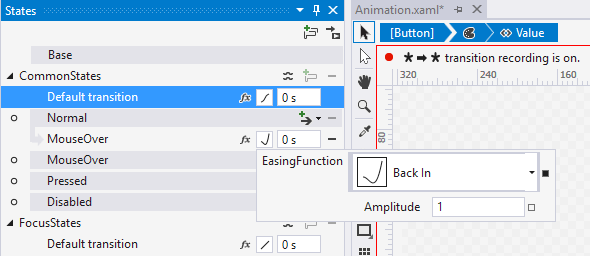 States
Base
CommonStates
Default transition fx 0 s
Normal
MouseOver fx 0 s
MouseOver
Pressed
Disabled
FocusStates
Default transition fx 0 s
EasingFunction Back In
Amplitude 1
Animation.xaml*
[Button] Value
* ➡ * transition recording is on.
320 240 160
80